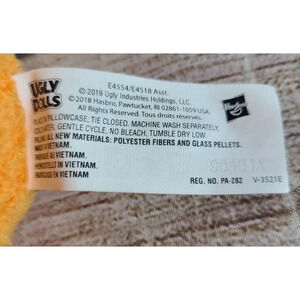 UGLY
DOLLS
E4554/E4518 Asst.
© 2019 Ugly Industries Holdings, LLC.
© 2018 Hasbro, Pawtucket, RI 02861-1059 USA.
All Rights Reserved. Tous droits réservés.
Hasbro
PLACE IN PILLOWCASE, TIE CLOSED. MACHINE WASH SEPARATELY,
COLD WATER, GENTLE CYCLE, NO BLEACH, TUMBLE DRY LOW.
ALL NEW MATERIALS: POLYESTER FIBERS AND GLASS PELLETS.
MADE IN VIETNAM.
FABRIQUÉ AU VIETNAM.
HERGESTELLT IN VIETNAM.
FABRICADO EN VIETNAM
REG. NO. PA-282
V-3521E